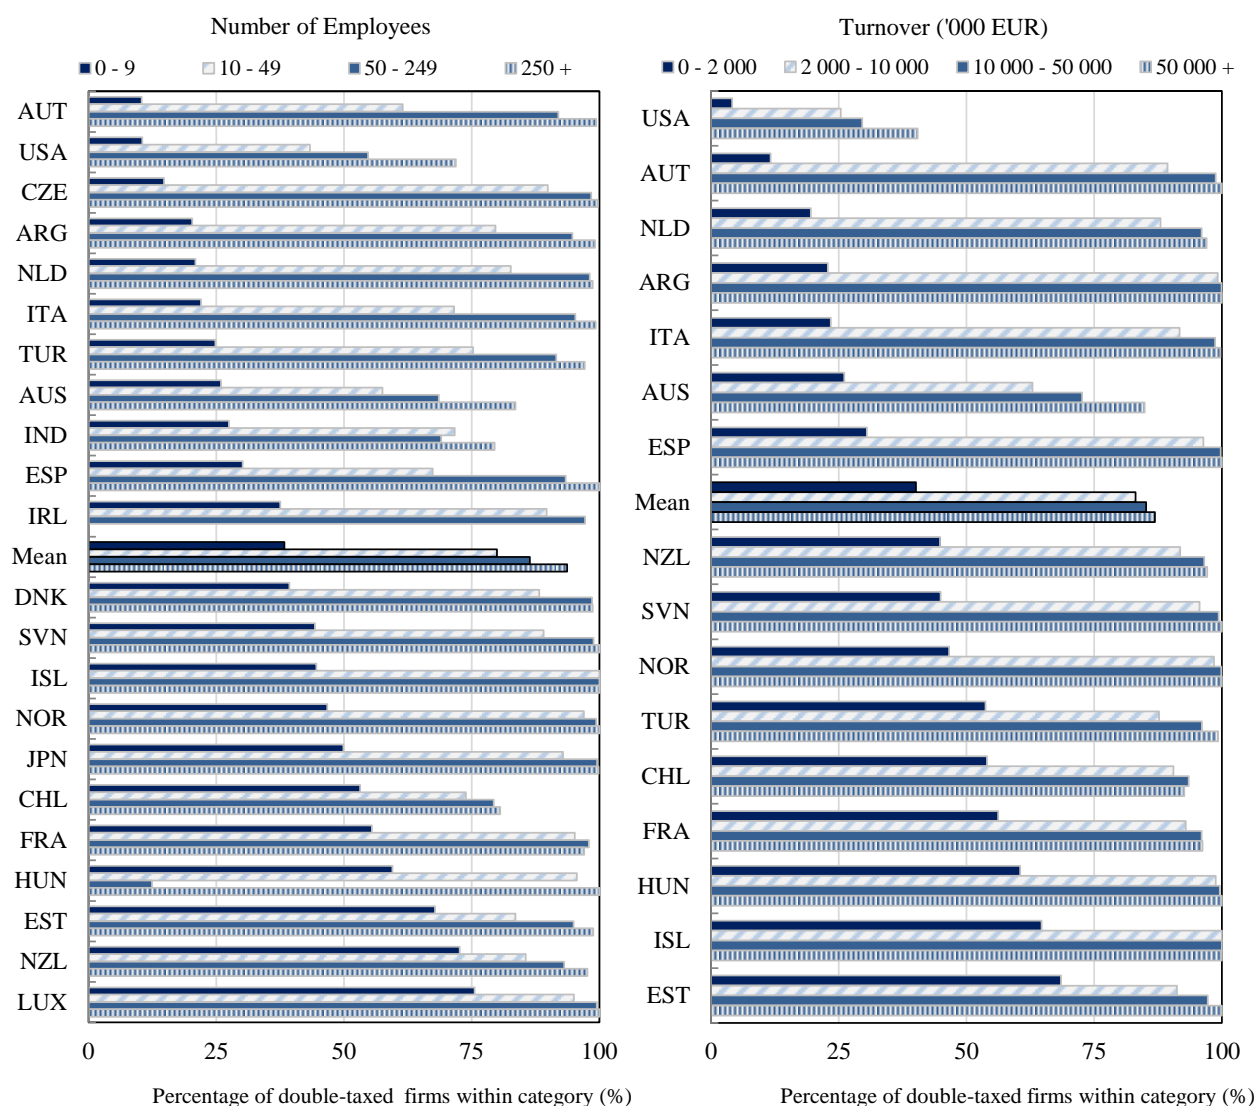 Number of Employees
0 - 9 10 - 49 50 - 249 250 +
AUT
USA
CZE
ARG
NLD
ITA
TUR
AUS
IND
ESP
IRL
Mean
DNK
SVN
ISL
NOR
JPN
CHL
FRA
HUN
EST
NZL
LUX
0 25 50 75 100
Percentage of double-taxed firms within category (%)
Turnover ('000 EUR)
0 - 2 000 2 000 - 10 000 10 000 - 50 000 50 000 +
USA
AUT
NLD
ARG
ITA
AUS
ESP
Mean
NZL
SVN
NOR
TUR
CHL
FRA
HUN
ISL
EST
0 25 50 75 100
Percentage of double-taxed firms within category (%)